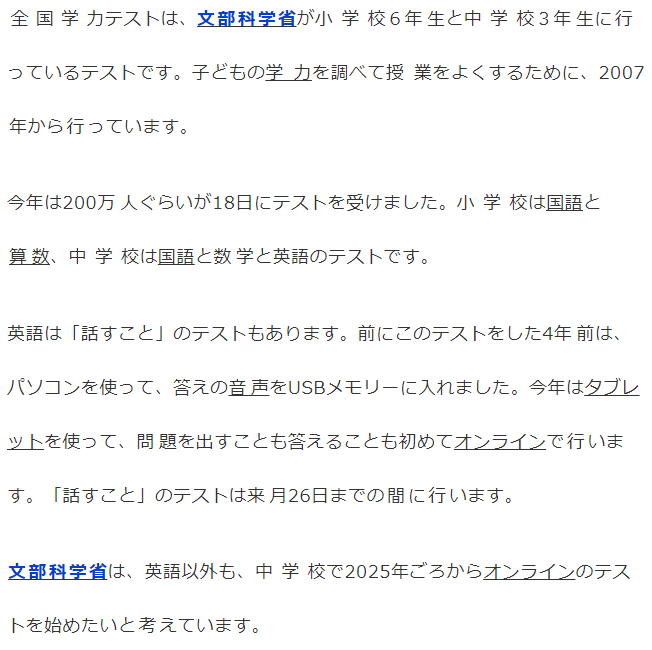 全国学力テストは、文部科学省が小学校６年生と中学校３年生に行
っているテストです。子どもの学力を調べて授業をよくするために、2007
年から行っています。
今年は200万人ぐらいが18日にテストを受けました。小学校は国語と
算数、中学校は国語と数学と英語のテストです。
英語は「話すこと」のテストもあります。前にこのテストをした4年前は、
パソコンを使って、答えの音声をUSBメモリーに入れました。今年はタブレ
ットを使って、問題を出すことも答えることも初めてオンラインで行いま
す。「話すこと」のテストは来月26日までの間に行います。
文部科学省は、英語以外も、中学校で2025年ごろからオンラインのテス
トを始めたいと考えています。